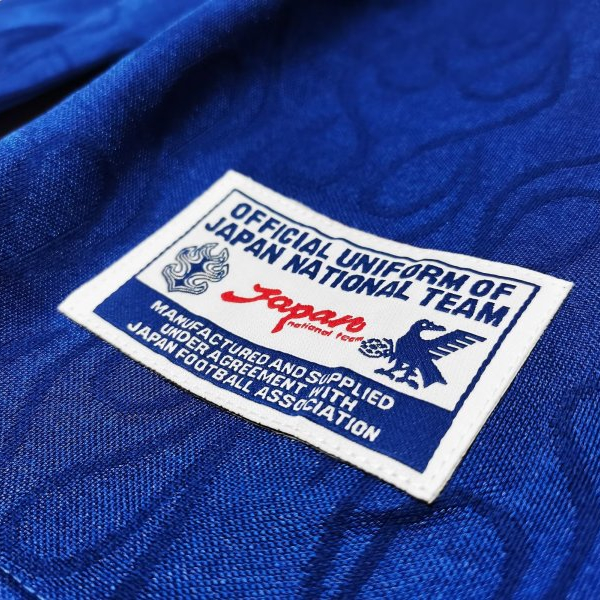 OFFICIAL UNIFORM OF
JAPAN NATIONAL TEAM
Japan
national team
MANUFACTURED AND SUPPLIED
UNDER AGREEMENT WITH
JAPAN FOOTBALL ASSOCIATION